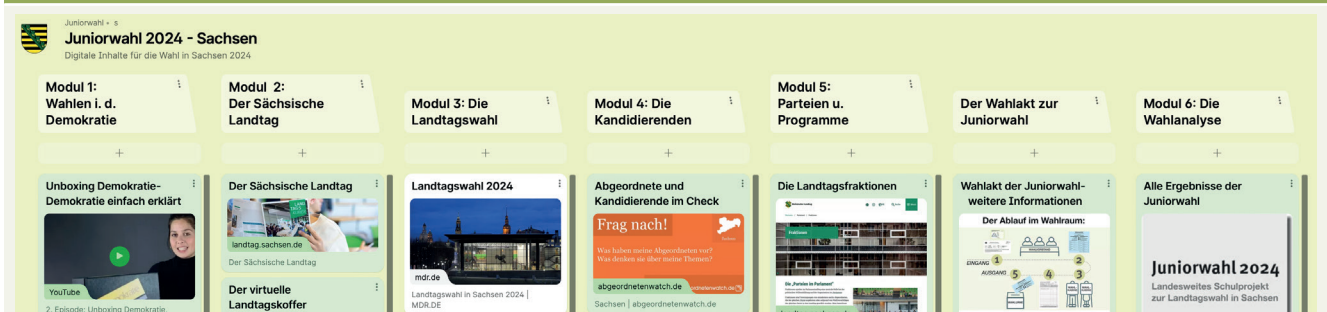 Juniorwahl + s
Juniorwahl 2024 - Sachsen
Digitale Inhalte für die Wahl in Sachsen 2024
Modul 1:
Wahlen i. d.
Demokratie
Modul 2:
Der Sächsische
Landtag
Modul 3: Die
Landtagswahl
Modul 4: Die
Kandidierenden
Modul 5:
Parteien u.
Programme
Der Wahlakt zur
Juniorwahl
Modul 6: Die
Wahlanalyse
Unboxing Demokratie-
Demokratie einfach erklärt
YouTube
2. Episode: Unboxing Demokratie.
Der Sächsische Landtag
landtag.sachsen.de
Der Sächsische Landtag
Der virtuelle
Landtagskoffer
Landtagswahl 2024
mdr.de
Landtagswahl in Sachsen 2024 |
MDR.DE
Abgeordnete und
Kandidierende im Check
Frag nach!
Sachsen
Was haben meine Abgeordneten vor?
Was denken sie über meine Themen?
abgeordnetenwatch.de
Sachsen | abgeordnetenwatch.de
Die Landtagsfraktionen
Fraktionen
Die „Parteien im Parlament“
Wahlakt der Juniorwahl-
weitere Informationen
Der Ablauf im Wahlraum:
EINGANG 1 2
AUSGANG 5 4 3
Alle Ergebnisse der
Juniorwahl
Juniorwahl 2024
Landesweites Schulprojekt
zur Landtagswahl in Sachsen